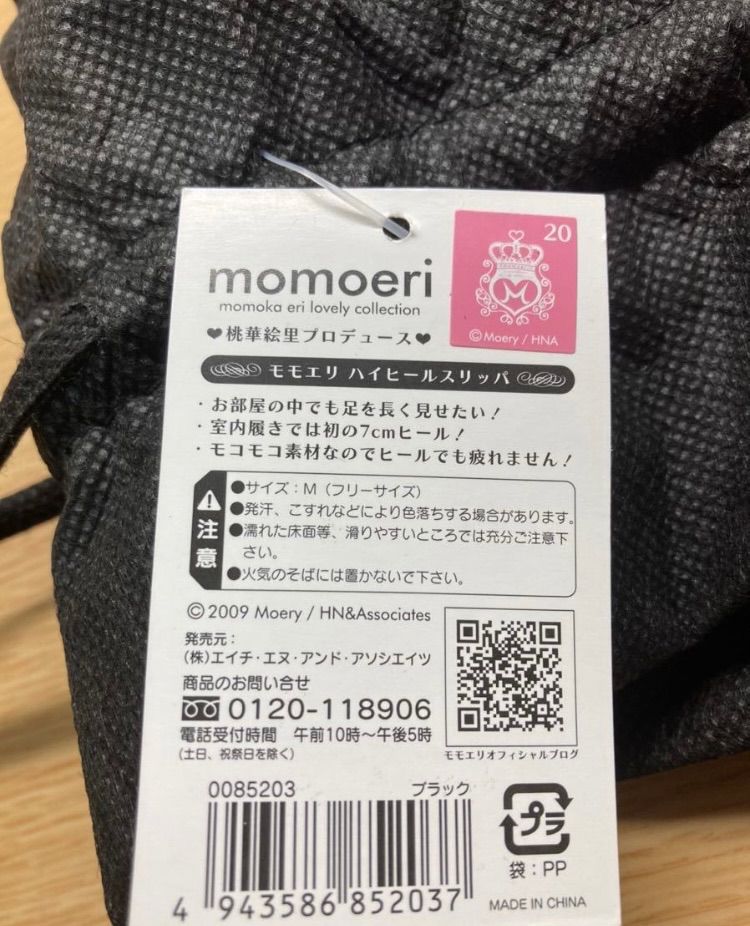 20
M
© Moery / HNA
momoeri
momoka eri lovely collection
♥桃華絵里プロデュース♥
モモエリ ハイヒールスリッパ
・お部屋の中でも足を長く見せたい！
・室内履きでは初の7cmヒール！
・モコモコ素材なのでヒールでも疲れません！
注意
●サイズ：M（フリーサイズ）
●発汗、こすれなどにより色落ちする場合があります。
●濡れた床面等、滑りやすいところでは充分ご注意下
さい。
●火気のそばには置かないで下さい。
© 2009 Moery / HN&Associates
発売元：
（株）エイチ・エヌ・アンド・アソシエイツ
商品のお問い合せ
0120-118906
電話受付時間 午前10時～午後5時
（土日、祝祭日を除く）
モモエリオフィシャルブログ
0085203 ブラック
4 943586 852037
プラ
袋：PP
MADE IN CHINA